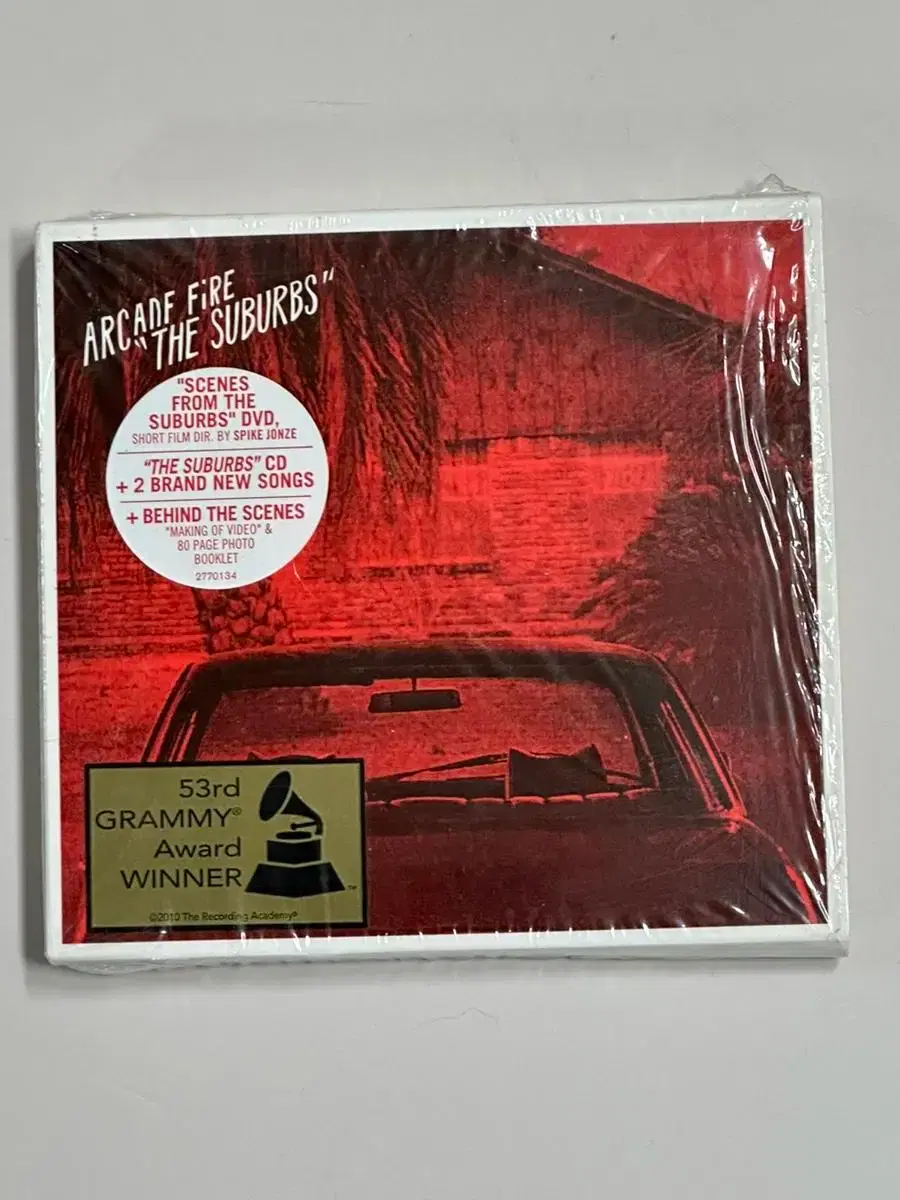 ARCADE FiRE
"THE SUBURBS"
"SCENES
FROM THE
SUBURBS" DVD,
SHORT FILM DIR. BY SPIKE JONZE
"THE SUBURBS" CD
+ 2 BRAND NEW SONGS
+ BEHIND THE SCENES
"MAKING OF VIDEO" &
80 PAGE PHOTO
BOOKLET
2770134
53rd
GRAMMY®
Award
WINNER
™
©2010 The Recording Academy®